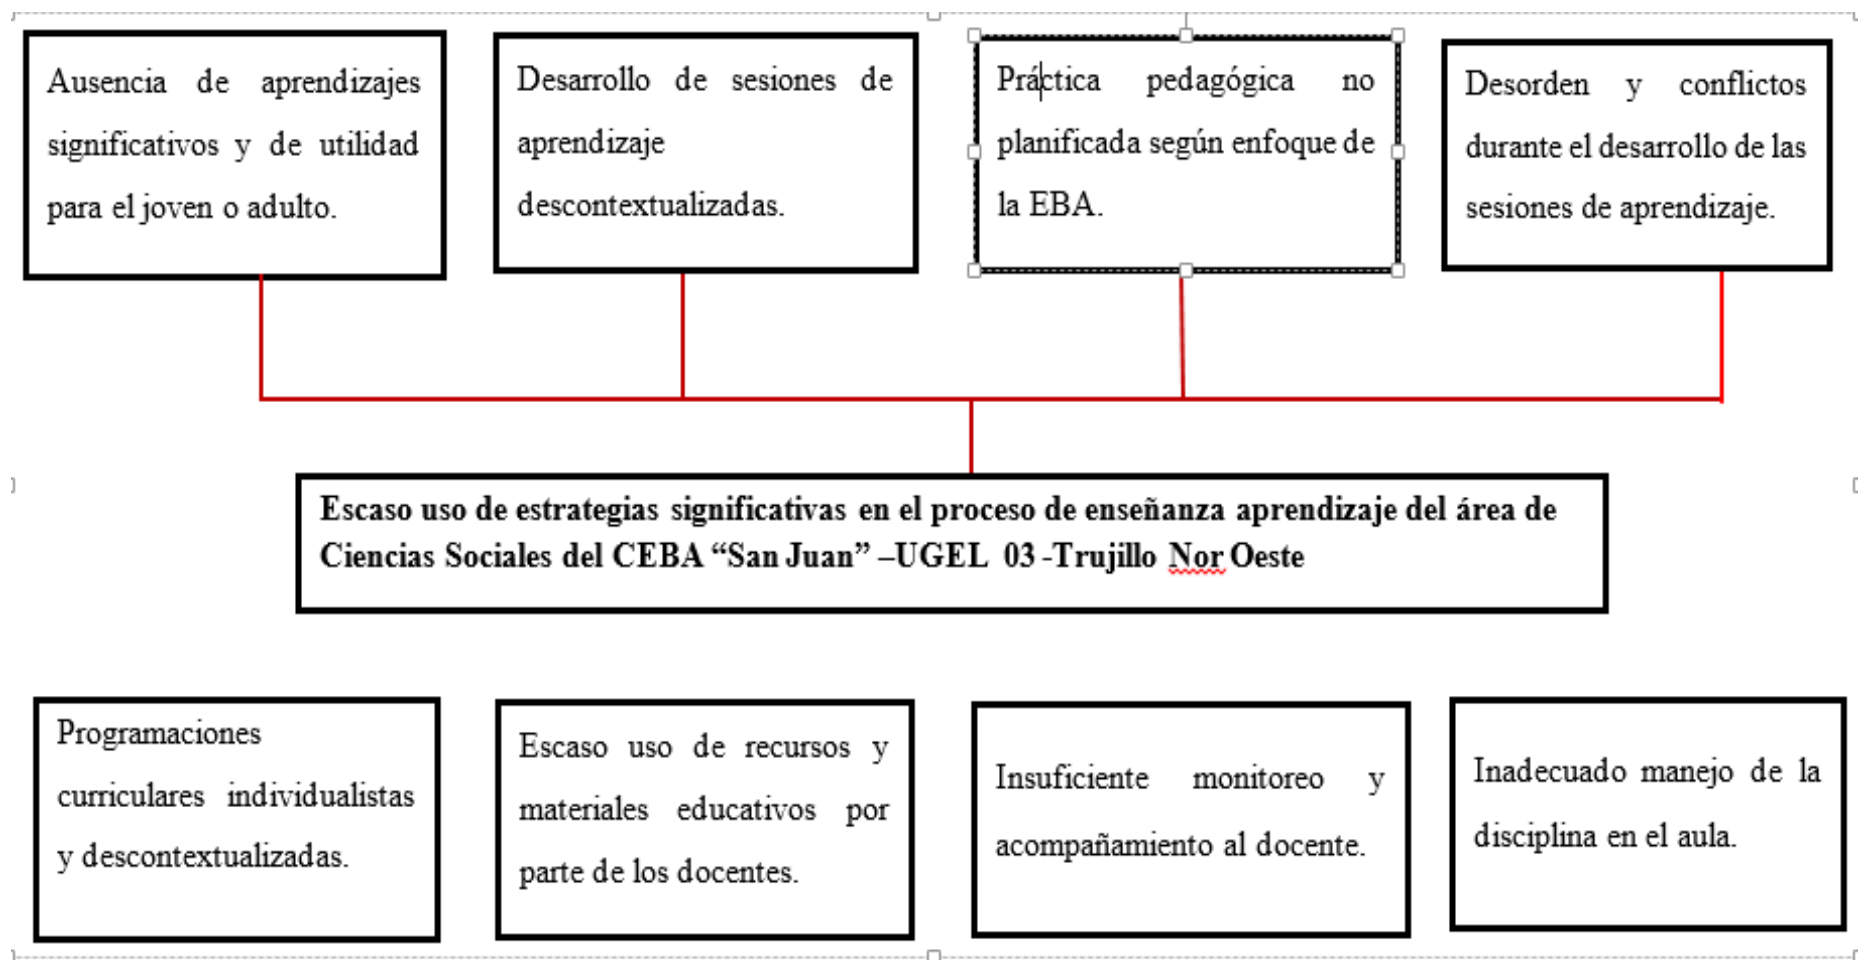 Ausencia de aprendizajes
significativos y de utilidad
para el joven o adulto.
Desarrollo de sesiones de
aprendizaje
descontextualizadas.
Práctica pedagógica no
planificada según enfoque de
la EBA.
Desorden y conflictos
durante el desarrollo de las
sesiones de aprendizaje.
Escaso uso de estrategias significativas en el proceso de enseñanza aprendizaje del área de
Ciencias Sociales del CEBA “San Juan” –UGEL 03 -Trujillo Nor Oeste
Programaciones
curriculares individualistas
y descontextualizadas.
Escaso uso de recursos y
materiales educativos por
parte de los docentes.
Insuficiente monitoreo y
acompañamiento al docente.
Inadecuado manejo de la
disciplina en el aula.